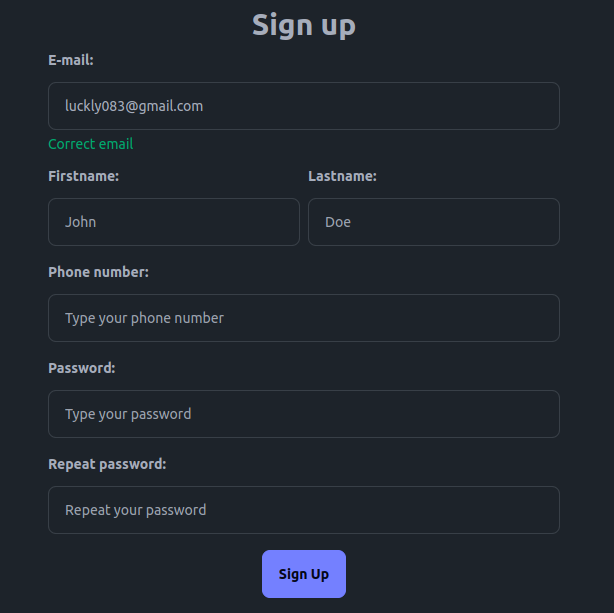 Sign up
E-mail:
luckly083@gmail.com
Correct email
Firstname: Lastname:
John Doe
Phone number:
Type your phone number
Password:
Type your password
Repeat password:
Repeat your password
Sign Up